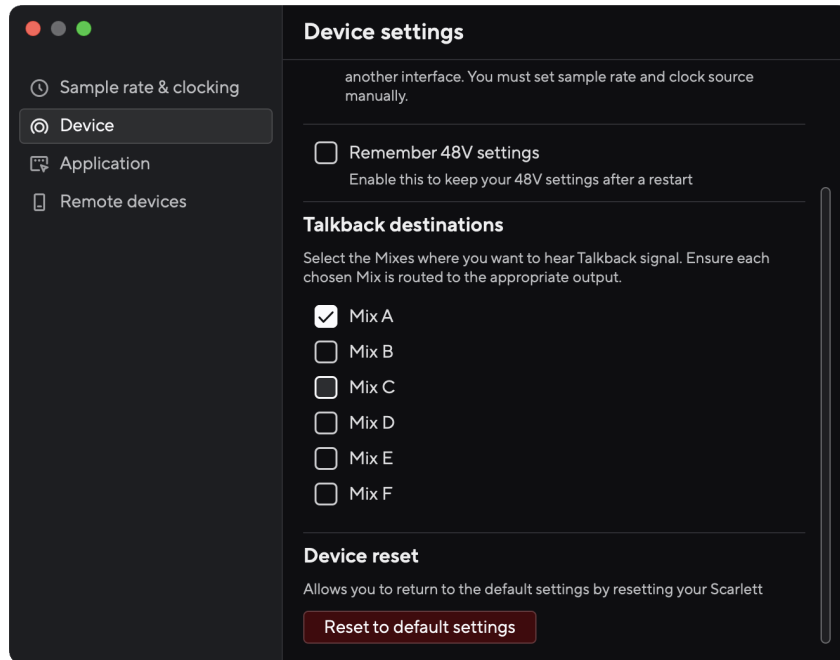 Device settings
Sample rate & clocking
Device
Application
Remote devices
another interface. You must set sample rate and clock source
manually.
Remember 48V settings
Enable this to keep your 48V settings after a restart
Talkback destinations
Select the Mixes where you want to hear Talkback signal. Ensure each
chosen Mix is routed to the appropriate output.
Mix A
Mix B
Mix C
Mix D
Mix E
Mix F
Device reset
Allows you to return to the default settings by resetting your Scarlett
Reset to default settings